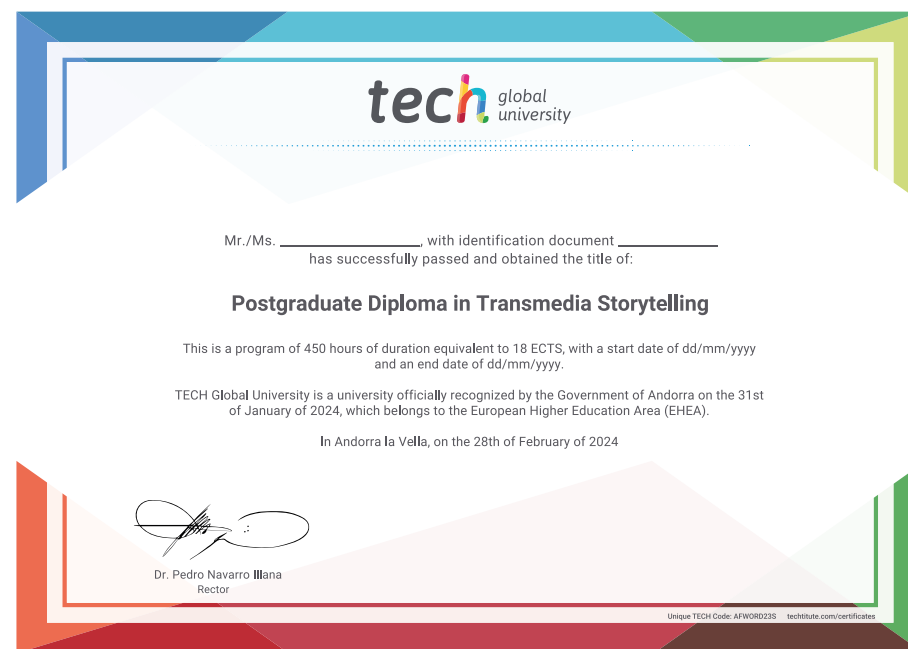 tech global university
Mr./Ms. ____________________, with identification document ______________
has successfully passed and obtained the title of:
Postgraduate Diploma in Transmedia Storytelling
This is a program of 450 hours of duration equivalent to 18 ECTS, with a start date of dd/mm/yyyy
and an end date of dd/mm/yyyy.
TECH Global University is a university officially recognized by the Government of Andorra on the 31st
of January of 2024, which belongs to the European Higher Education Area (EHEA).
In Andorra la Vella, on the 28th of February of 2024
Dr. Pedro Navarro Illana
Rector
Unique TECH Code: AFWORD23S techtitute.com/certificates